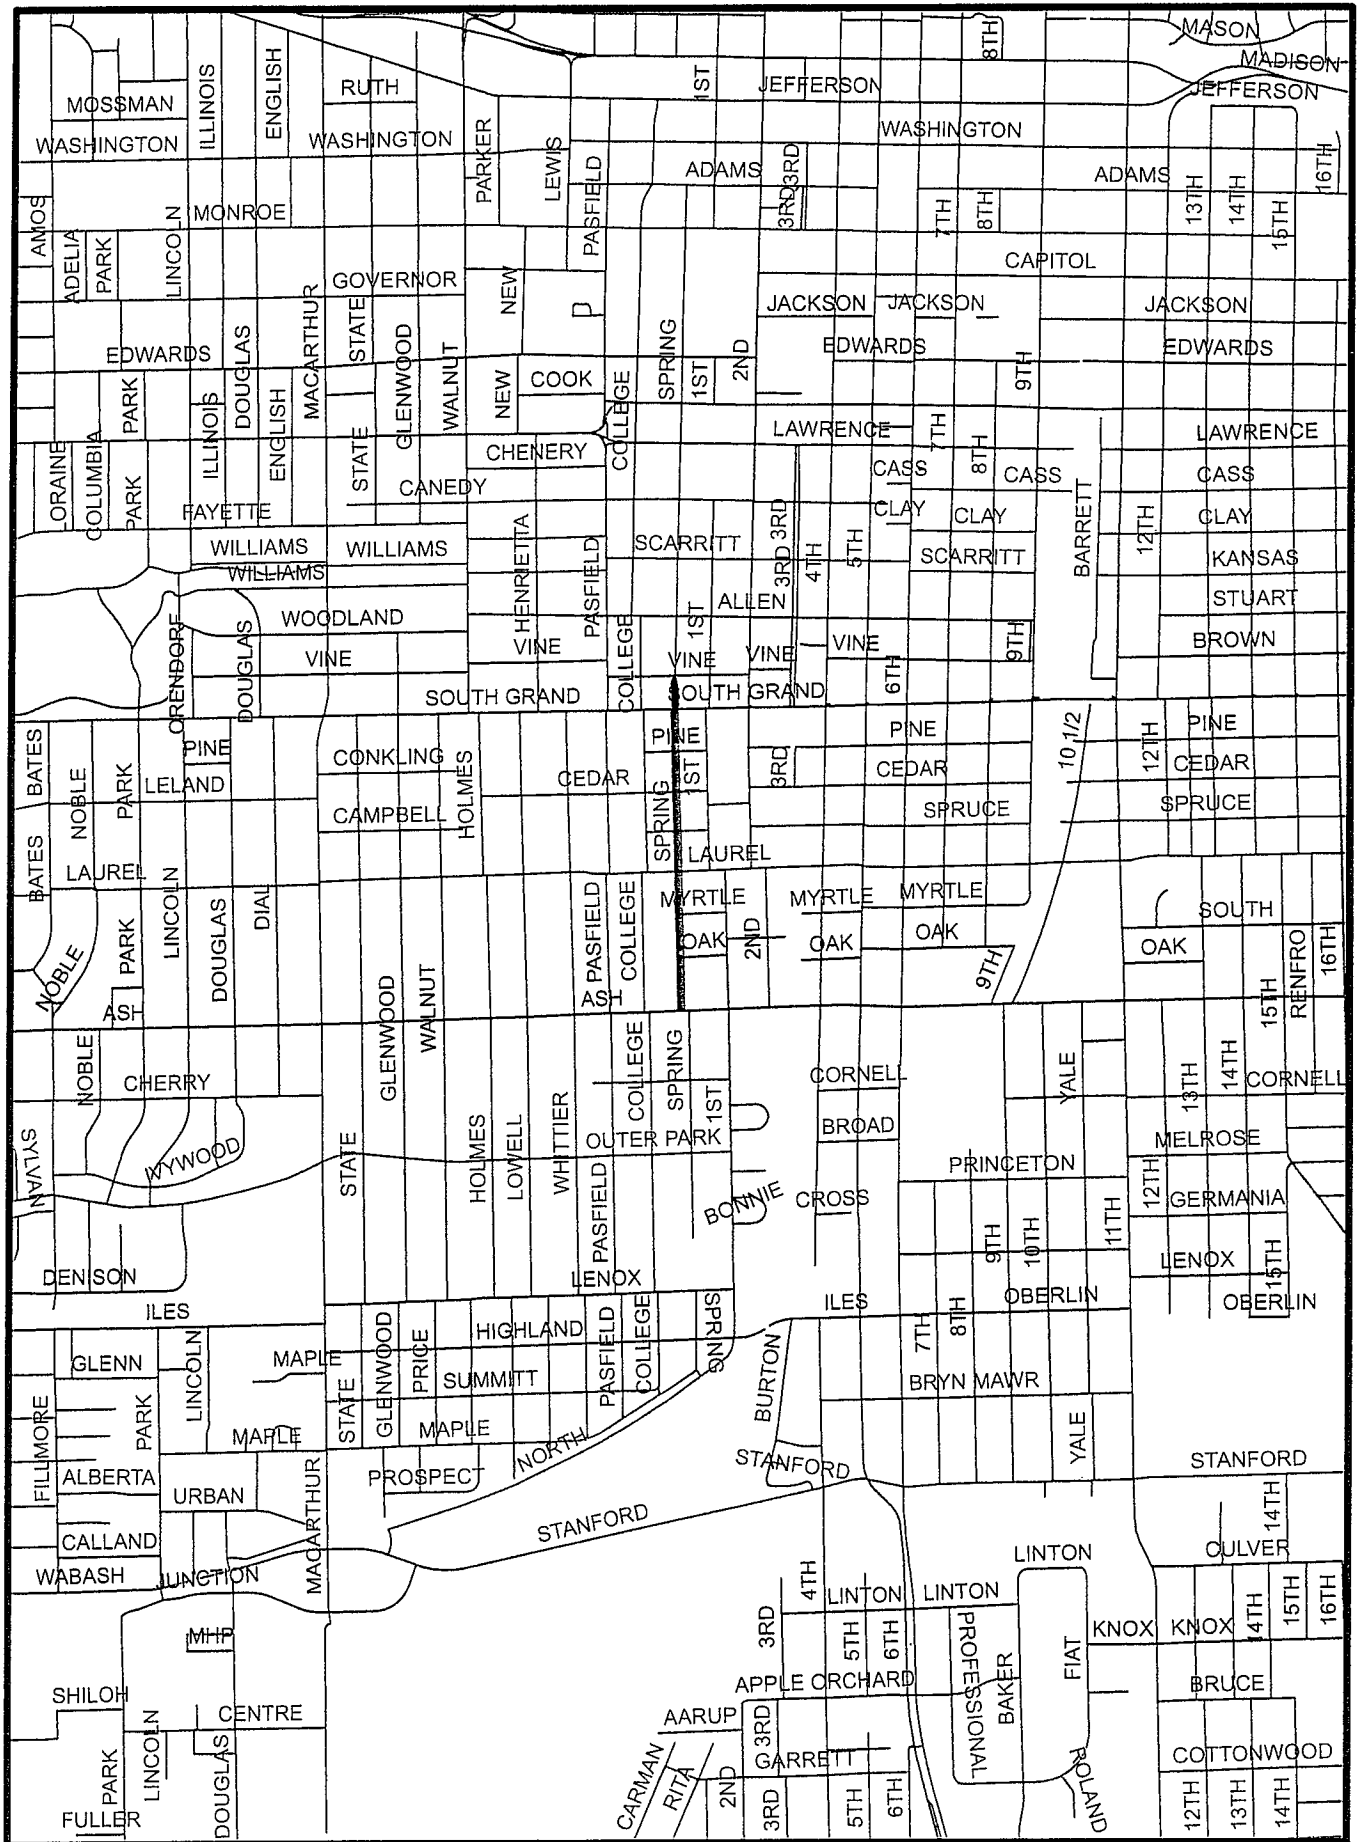 MASON
8TH
MADISON
ILLINOIS
ENGLISH
RUTH
1ST
JEFFERSON
JEFFERSON
MOSSMAN
WASHINGTON
WASHINGTON
WASHINGTON
PARKER
LEWIS
ADAMS
3RD
ADAMS
16TH
AMOS
MONROE
PASFIELD
3RD
7TH
8TH
13TH
14TH
15TH
ADELIA
PARK
LINCOLN
GOVERNOR
NEW
CAPITOL
MACARTHUR
STATE
JACKSON
JACKSON
JACKSON
EDWARDS
DOUGLAS
GLENWOOD
WALNUT
SPRING
2ND
EDWARDS
EDWARDS
PARK
ILLINOIS
ENGLISH
NEW
COOK
COLLEGE
1ST
9TH
LAWRENCE
7TH
8TH
LAWRENCE
LORAINE
COLUMBIA
PARK
STATE
CHENERY
CASS
CASS
CASS
CANEDY
FAYETTE
CLAY
CLAY
CLAY
BARRETT
12TH
WILLIAMS
WILLIAMS
HENRIETTA
PASFIELD
SCARRITT
3RD
3RD
4TH
5TH
SCARRITT
KANSAS
WILLIAMS
ALLEN
STUART
ORENDORF
DOUGLAS
WOODLAND
1ST
BROWN
VINE
VINE
COLLEGE
VINE
VINE
VINE
9TH
SOUTH GRAND
SOUTH GRAND
6TH
BATES
NOBLE
PARK
PINE
CONKLING
HOLMES
PINE
PINE
10 1/2
12TH
PINE
LELAND
CEDAR
1ST
3RD
CEDAR
CEDAR
CAMPBELL
SPRING
SPRUCE
SPRUCE
BATES
LAUREL
LAUREL
LINCOLN
DOUGLAS
DIAL
PASFIELD
COLLEGE
MYRTLE
MYRTLE
MYRTLE
SOUTH
NOBLE
PARK
OAK
2ND
OAK
OAK
OAK
9TH
15TH
RENFRO
16TH
ASH
GLENWOOD
WALNUT
ASH
NOBLE
CHERRY
COLLEGE
SPRING
1ST
CORNELL
YALE
13TH
14TH
CORNELL
SYLVAN
IVYWOOD
STATE
HOLMES
LOWELL
WHITTIER
OUTER PARK
BROAD
MELROSE
PASFIELD
BONNIE
CROSS
PRINCETON
12TH
GERMANIA
9TH
10TH
11TH
DENISON
LENOX
LENOX
15TH
ILES
SPRING
ILES
OBERLIN
OBERLIN
GLENN
LINCOLN
MAPLE
GLENWOOD
PRICE
HIGHLAND
PASFIELD
COLLEGE
BURTON
7TH
8TH
SUMMITT
BRYN MAWR
FILLMORE
PARK
MAPLE
STATE
MAPLE
NORTH
YALE
ALBERTA
PROSPECT
STANFORD
STANFORD
URBAN
MACARTHUR
STANFORD
14TH
CALLAND
CULVER
WABASH
JUNCTION
LINTON
4TH
LINTON
LINTON
14TH
15TH
16TH
MHP
3RD
5TH
6TH
PROFESSIONAL
BAKER
FIAT
KNOX
KNOX
SHILOH
APPLE ORCHARD
BRUCE
CENTRE
AARUP
3RD
PARK
LINCOLN
DOUGLAS
CARMAN
RITA
2ND
GARRETT
COTTONWOOD
FULLER
3RD
5TH
6TH
ROLAND
12TH
13TH
14TH